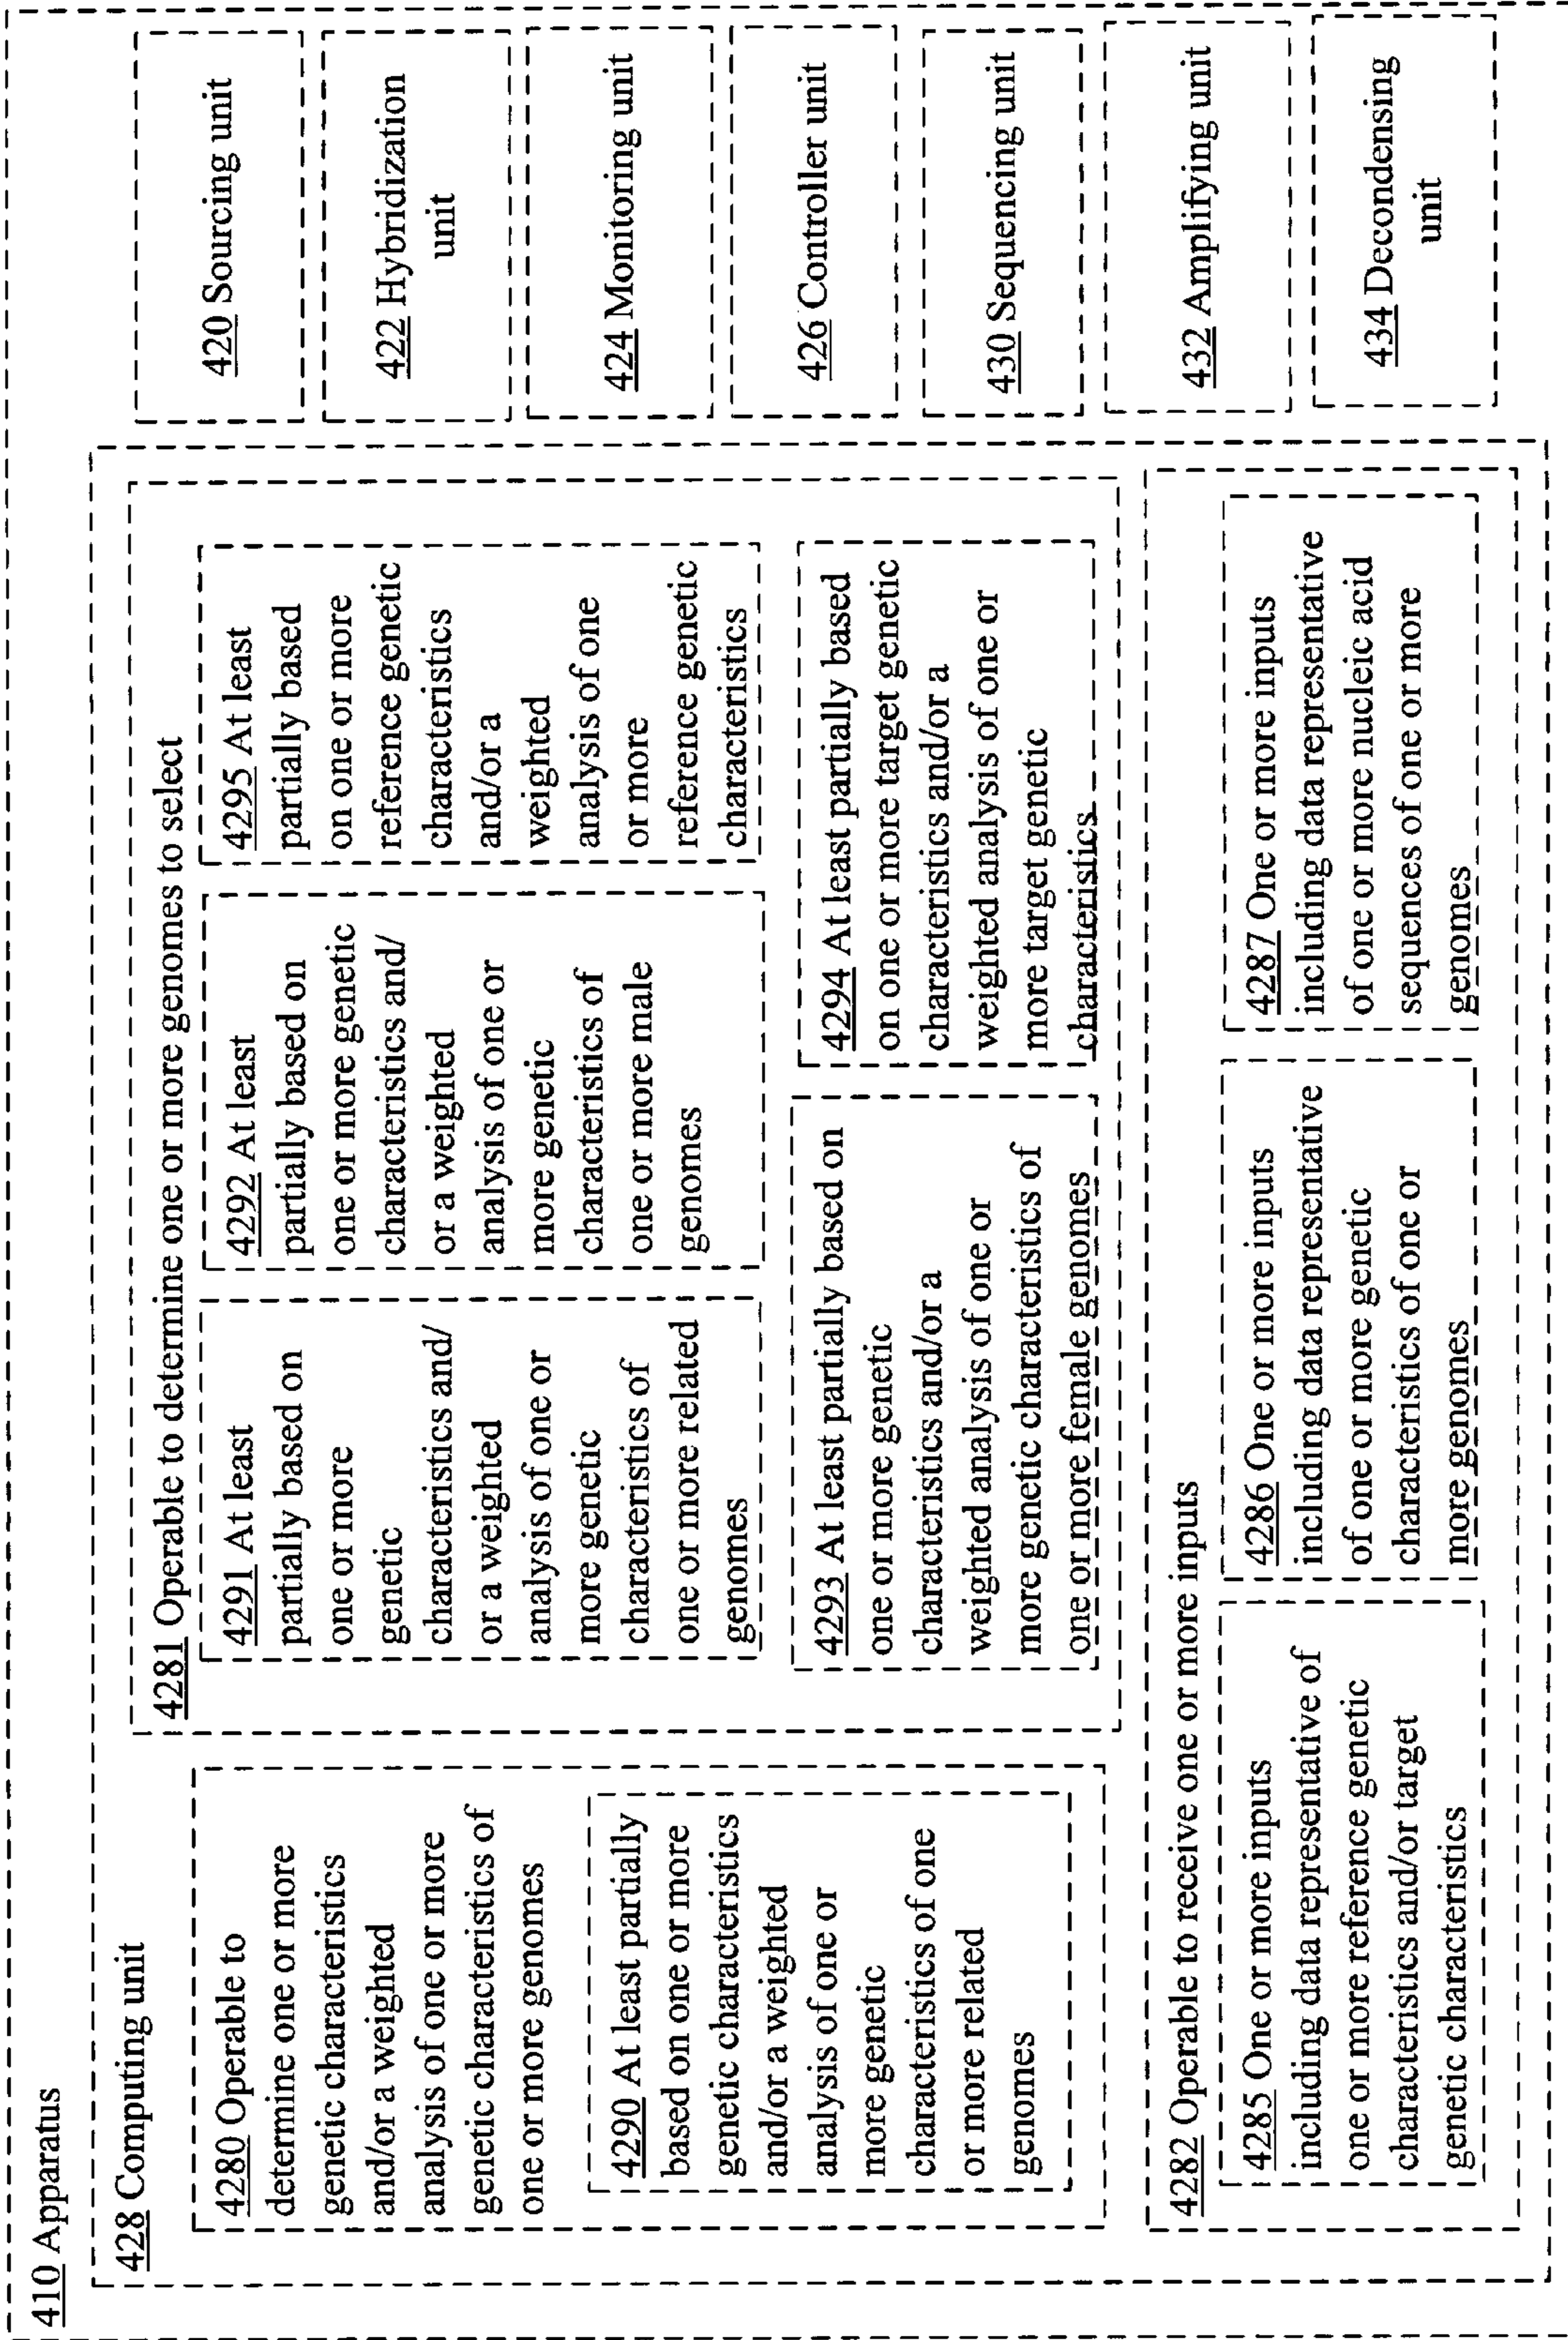 410 Apparatus
428 Computing unit
4280 Operable to
determine one or more
genetic characteristics
and/or a weighted
analysis of one or more
genetic characteristics of
one or more genomes
4290 At least partially
based on one or more
genetic characteristics
and/or a weighted
analysis of one or
more genetic
characteristics of one
or more related
genomes
4281 Operable to determine one or more genomes to select
4291 At least
partially based on
one or more
genetic
characteristics and/
or a weighted
analysis of one or
more genetic
characteristics of
one or more related
genomes
4292 At least
partially based on
one or more genetic
characteristics and/
or a weighted
analysis of one or
more genetic
characteristics of
one or more male
genomes
4295 At least
partially based
on one or more
reference genetic
characteristics
and/or a
weighted
analysis of one
or more
reference genetic
characteristics
4293 At least partially based on
one or more genetic
characteristics and/or a
weighted analysis of one or
more genetic characteristics of
one or more female genomes
4294 At least partially based
on one or more target genetic
characteristics and/or a
weighted analysis of one or
more target genetic
characteristics
4282 Operable to receive one or more inputs
4285 One or more inputs
including data representative of
one or more reference genetic
characteristics and/or target
genetic characteristics
4286 One or more inputs
including data representative
of one or more genetic
characteristics of one or
more genomes
4287 One or more inputs
including data representative
of one or more nucleic acid
sequences of one or more
genomes
420 Sourcing unit
422 Hybridization
unit
424 Monitoring unit
426 Controller unit
430 Sequencing unit
432 Amplifying unit
434 Decondensing
unit